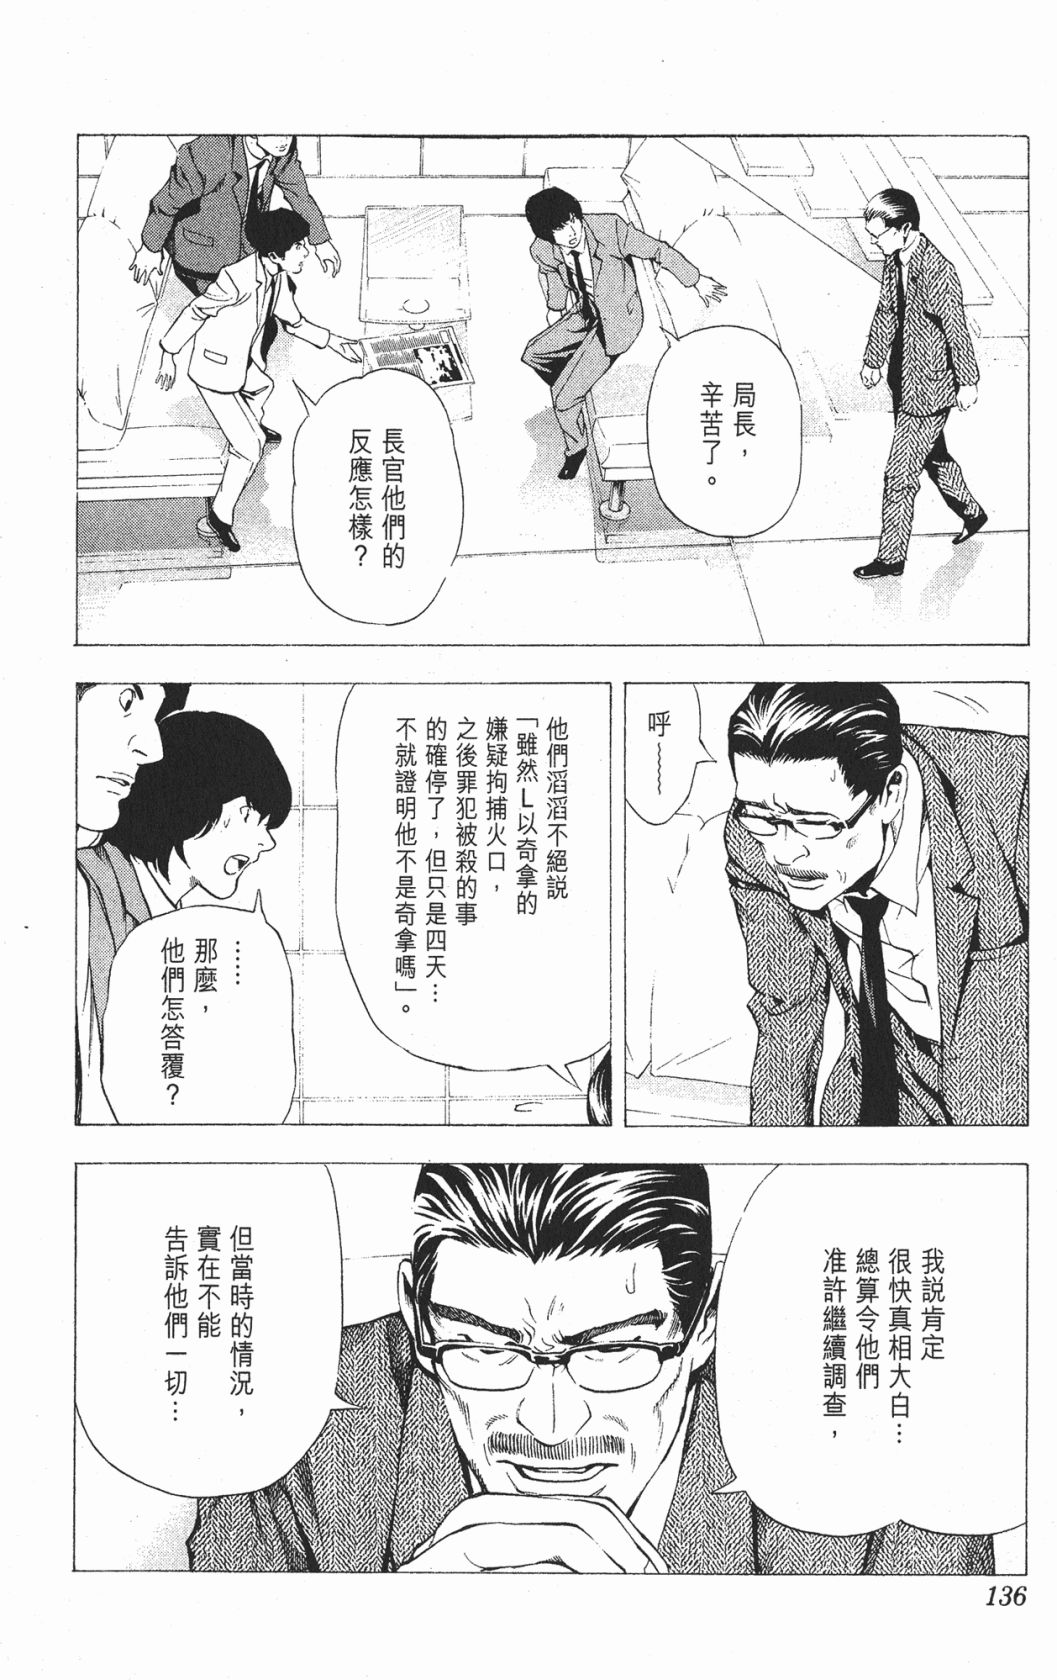 局長，
辛苦了。
長官他們的
反應怎樣？
呼～～
他們滔滔不絕說
「雖然L以奇拿的
嫌疑拘捕火口，
之後罪犯被殺的事
的確停了，但只是四天…
不就證明他不是奇拿嗎」。
……
那麼，
他們怎答覆？
我説肯定
很快真相大白…
總算令他們
准許繼續調查，
但當時的情況，
實在不能
告訴他們一切…
136